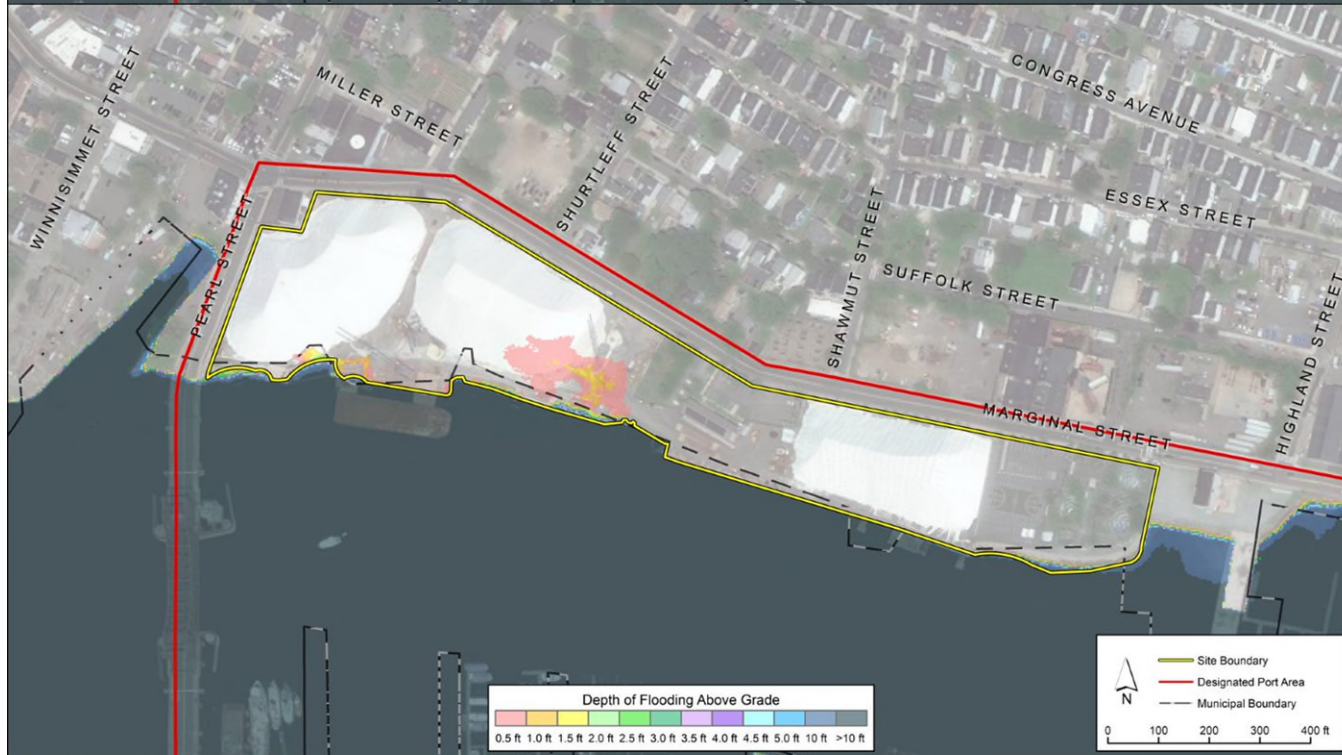 WINNISIMMET STREET
MILLER STREET
SHURTLEFF STREET
CONGRESS AVENUE
ESSEX STREET
PEARL STREET
SHAWMUT STREET
SUFFOLK STREET
HIGHLAND STREET
MARGINAL STREET
Depth of Flooding Above Grade
0.5 ft 1.0 ft 1.5 ft 2.0 ft 2.5 ft 3.0 ft 3.5 ft 4.0 ft 4.5 ft 5.0 ft 10 ft >10 ft
N
Site Boundary
Designated Port Area
Municipal Boundary
0 100 200 300 400 ft